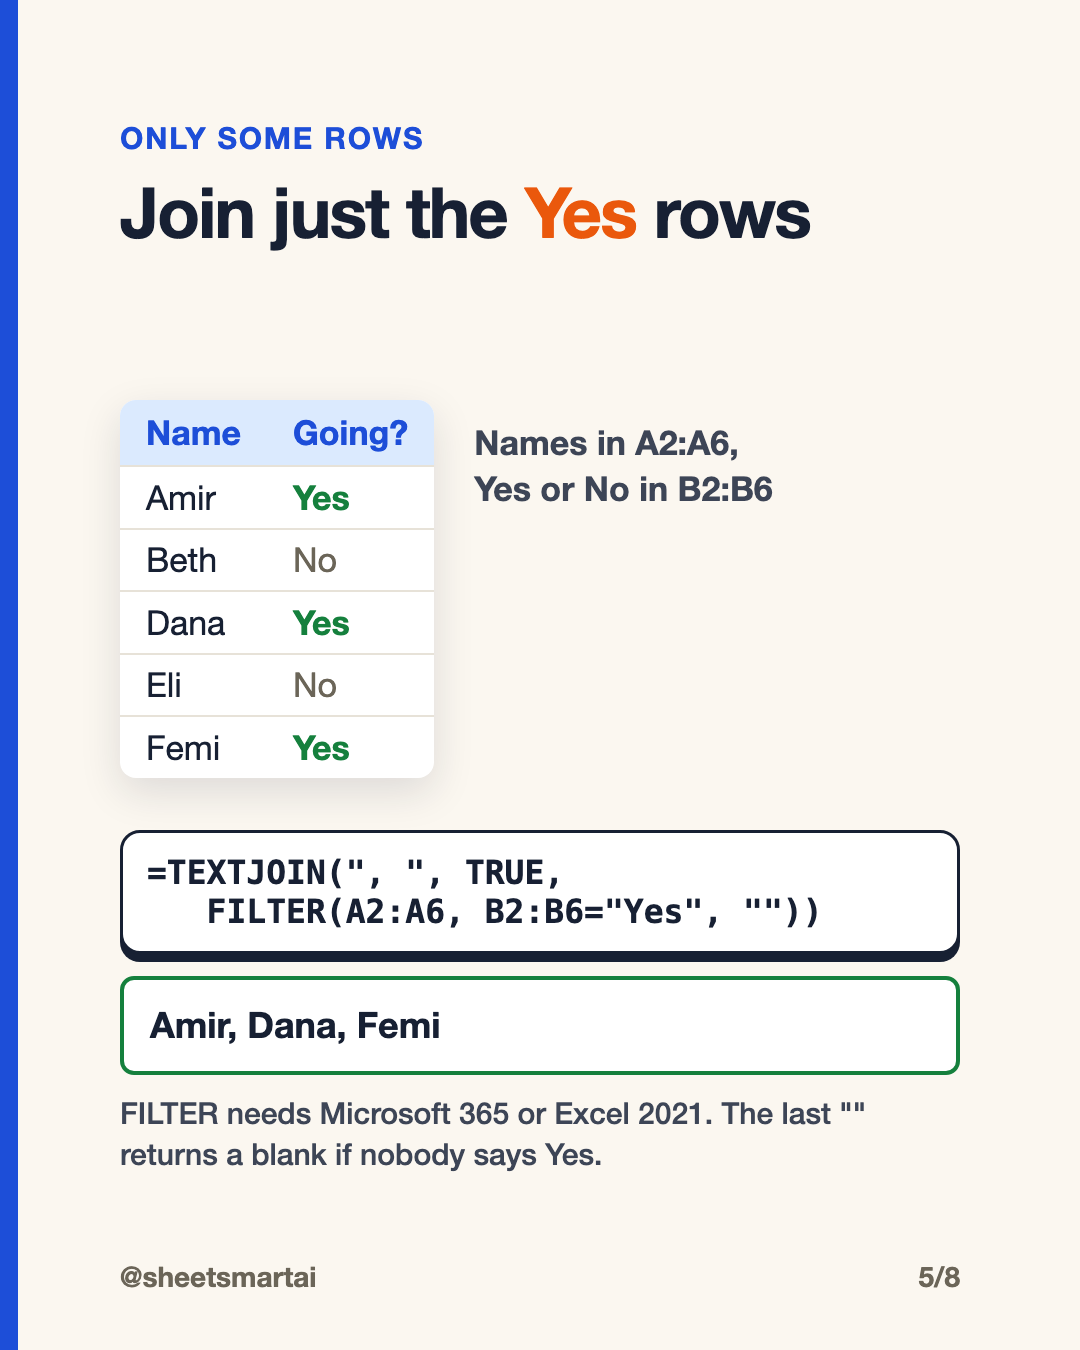 ONLY SOME ROWS
Join just the Yes rows
Name Going?
Amir Yes
Beth No
Dana Yes
Eli No
Femi Yes
Names in A2:A6,
Yes or No in B2:B6
=TEXTJOIN(", ", TRUE,
FILTER(A2:A6, B2:B6="Yes", ""))
Amir, Dana, Femi
FILTER needs Microsoft 365 or Excel 2021. The last ""
returns a blank if nobody says Yes.
@sheetsmartai
5/8